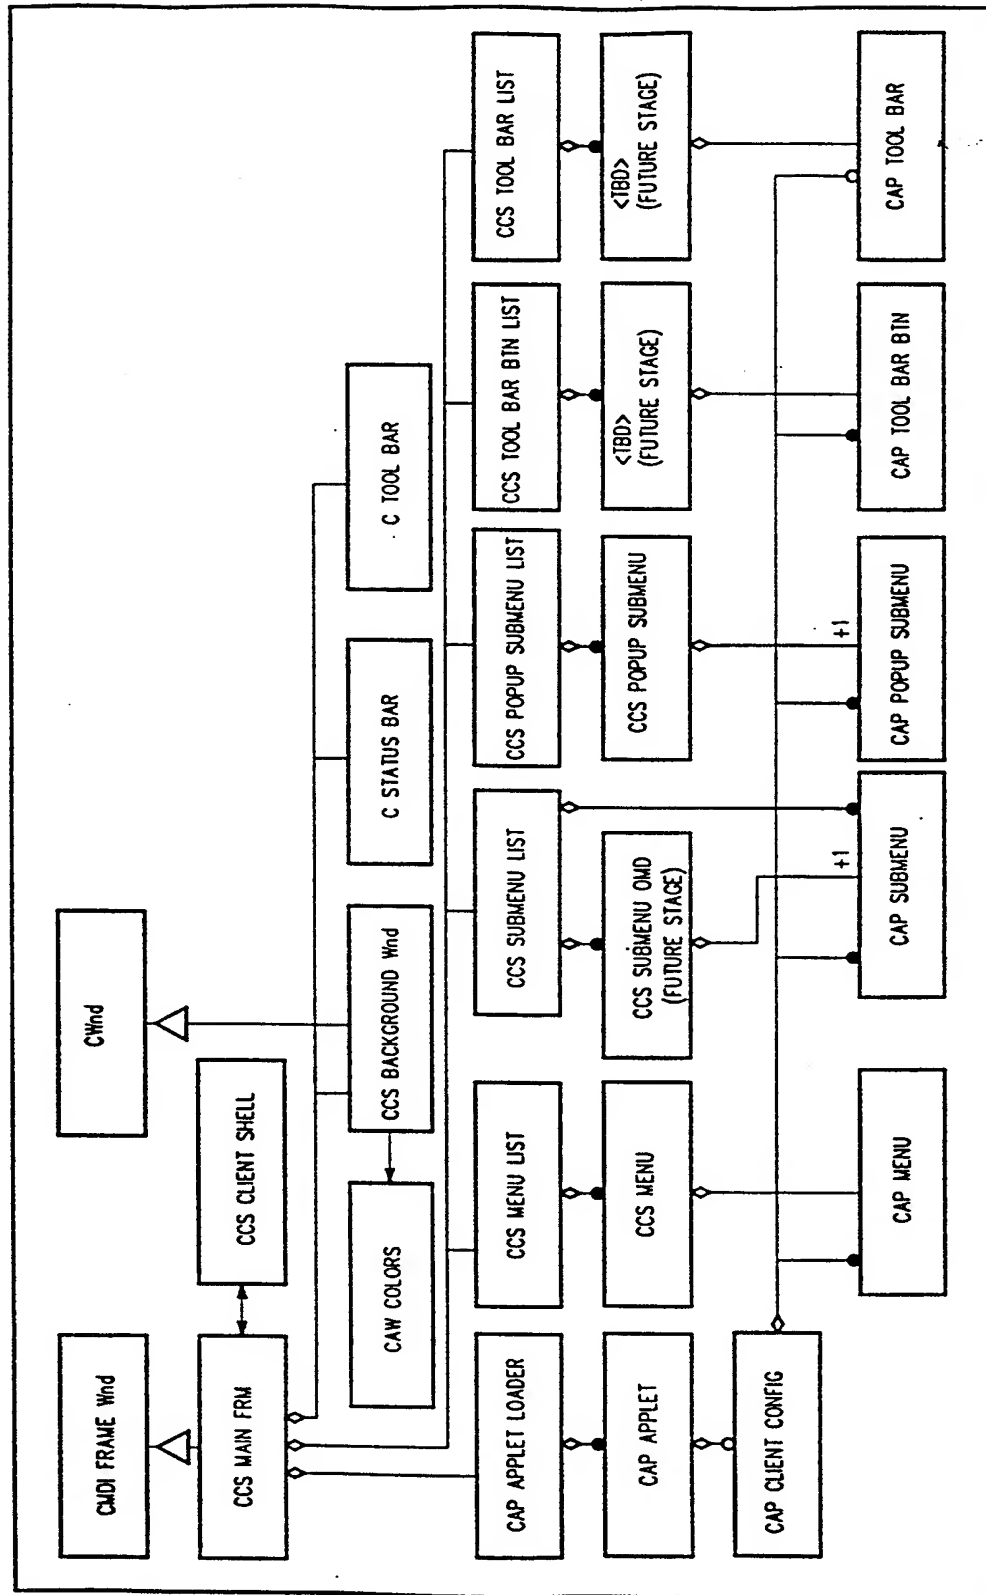 CMDI FRAME Wnd
CWnd
CCS MAIN FRM
CCS CLIENT SHELL
CAW COLORS
CCS BACKGROUND Wnd
C STATUS BAR
C TOOL BAR
CAP APPLET LOADER
CCS MENU LIST
CCS SUBMENU LIST
CCS POPUP SUBMENU LIST
CCS TOOL BAR BTN LIST
CCS TOOL BAR LIST
CAP APPLET
CCS MENU
CCS SUBMENU OMD
(FUTURE STAGE)
CCS POPUP SUBMENU
<TBD>
(FUTURE STAGE)
<TBD>
(FUTURE STAGE)
CAP CLIENT CONFIG
+1
+1
CAP MENU
CAP SUBMENU
CAP POPUP SUBMENU
CAP TOOL BAR BTN
CAP TOOL BAR